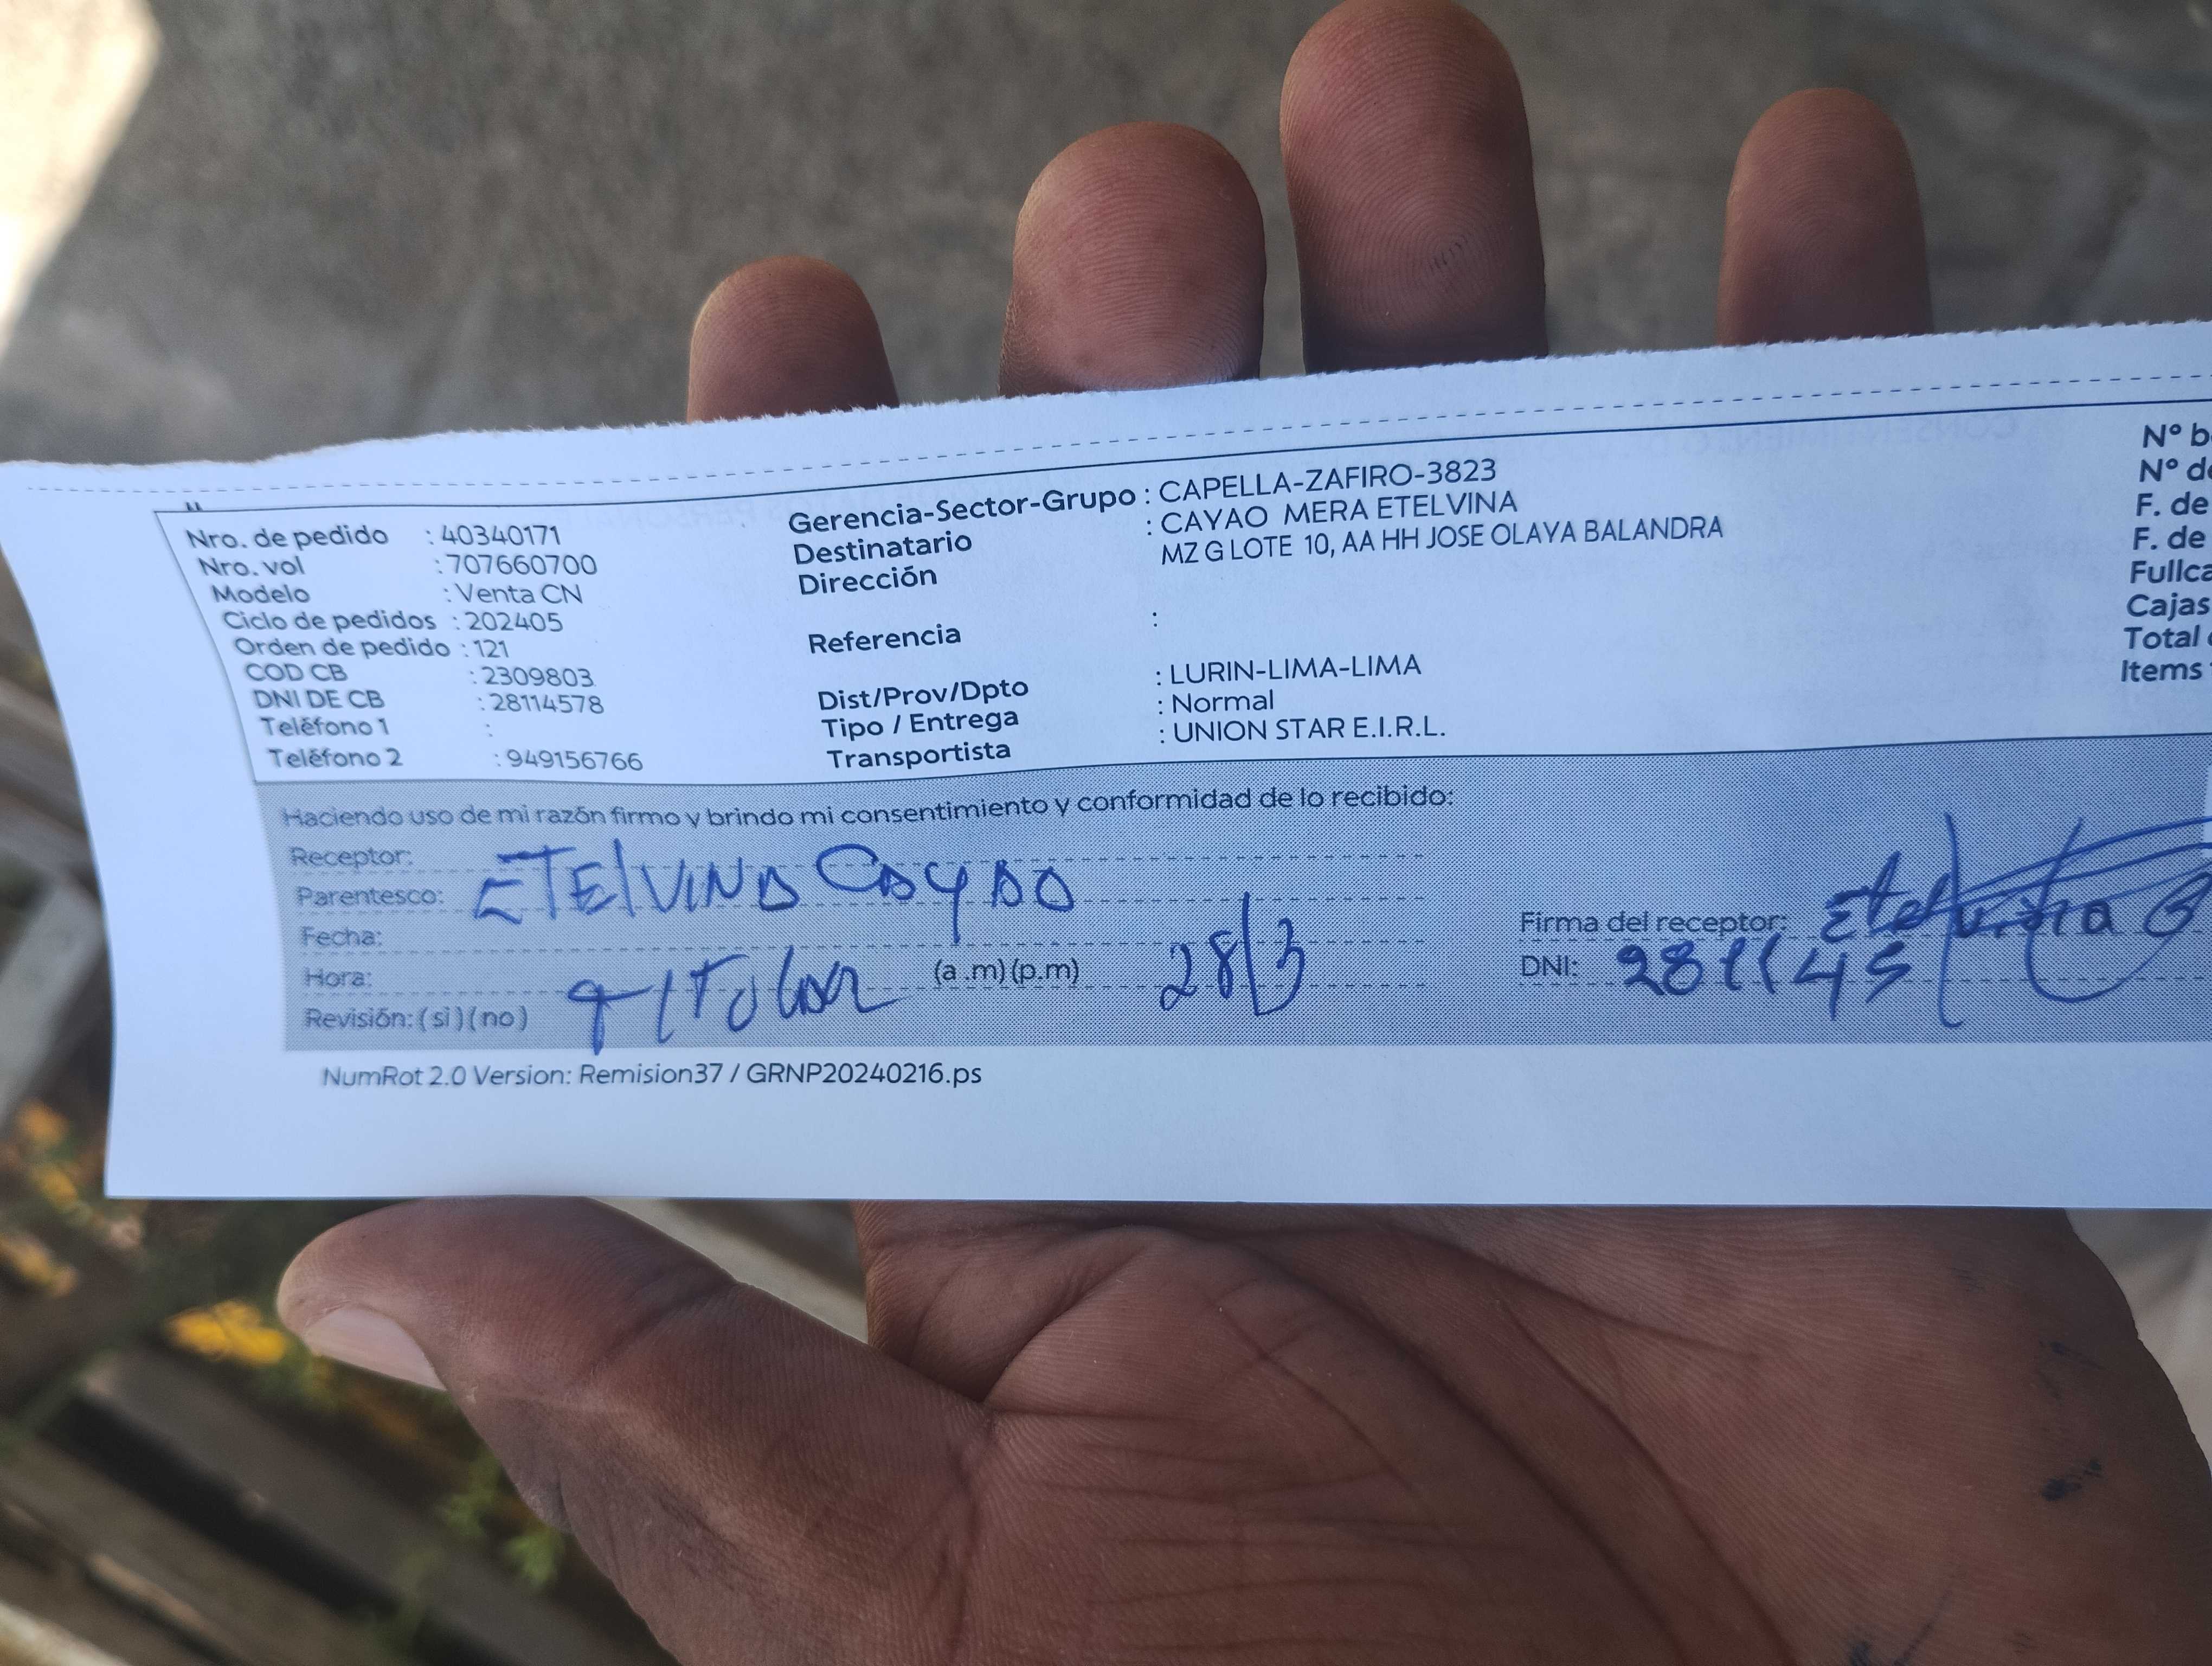 Nro. de pedido : 40340171
Nro. vol : 707660700
Modelo : Venta CN
Ciclo de pedidos : 202405
Orden de pedido : 121
COD CB : 2309803
DNI DE CB : 28114578
Teléfono 1 :
Teléfono 2 : 949156766
Gerencia-Sector-Grupo : CAPELLA-ZAFIRO-3823
Destinatario : CAYAO MERA ETELVINA
Dirección MZ G LOTE 10, AA HH JOSE OLAYA BALANDRA
Referencia :
Dist/Prov/Dpto : LURIN-LIMA-LIMA
Tipo / Entrega : Normal
Transportista : UNION STAR E.I.R.L.
Nº b
Nº de
F. de
F. de
Fullca
Cajas
Total
Items
Haciendo uso de mi razón firmo y brindo mi consentimiento y conformidad de lo recibido:
Receptor:
Parentesco: ETElVINA CAYAO
Fecha:
Hora: (a .m) (p.m) 28/3
Revisión: ( si ) ( no ) TITular
Firma del receptor: Etelvina
DNI: 281145
NumRot 2.0 Version: Remision37 / GRNP20240216.ps